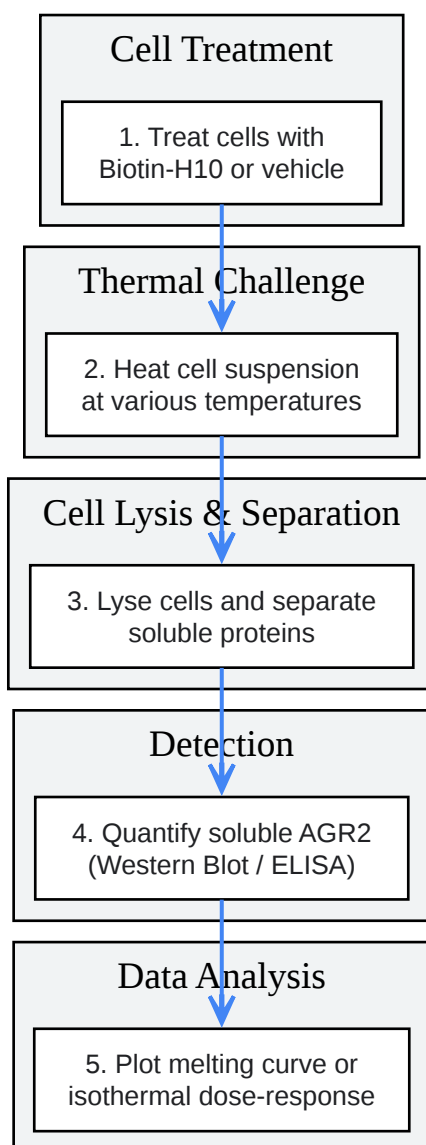 Cell Treatment
1. Treat cells with
Biotin-H10 or vehicle
Thermal Challenge
2. Heat cell suspension
at various temperatures
Cell Lysis & Separation
3. Lyse cells and separate
soluble proteins
Detection
4. Quantify soluble AGR2
(Western Blot / ELISA)
Data Analysis
5. Plot melting curve or
isothermal dose-response